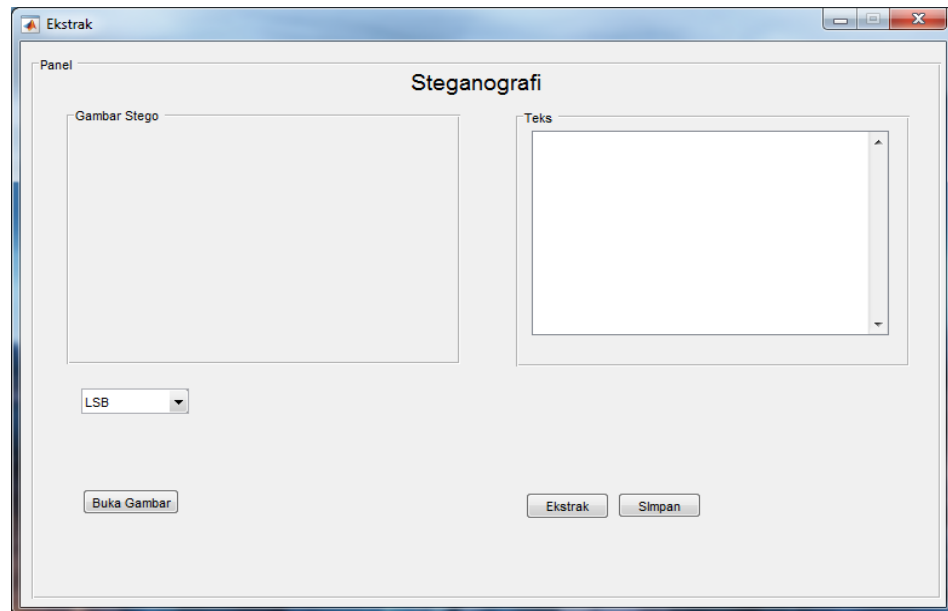 Ekstrak
Panel
Steganografi
Gambar Stego
Teks
LSB
Buka Gambar
Ekstrak
SImpan